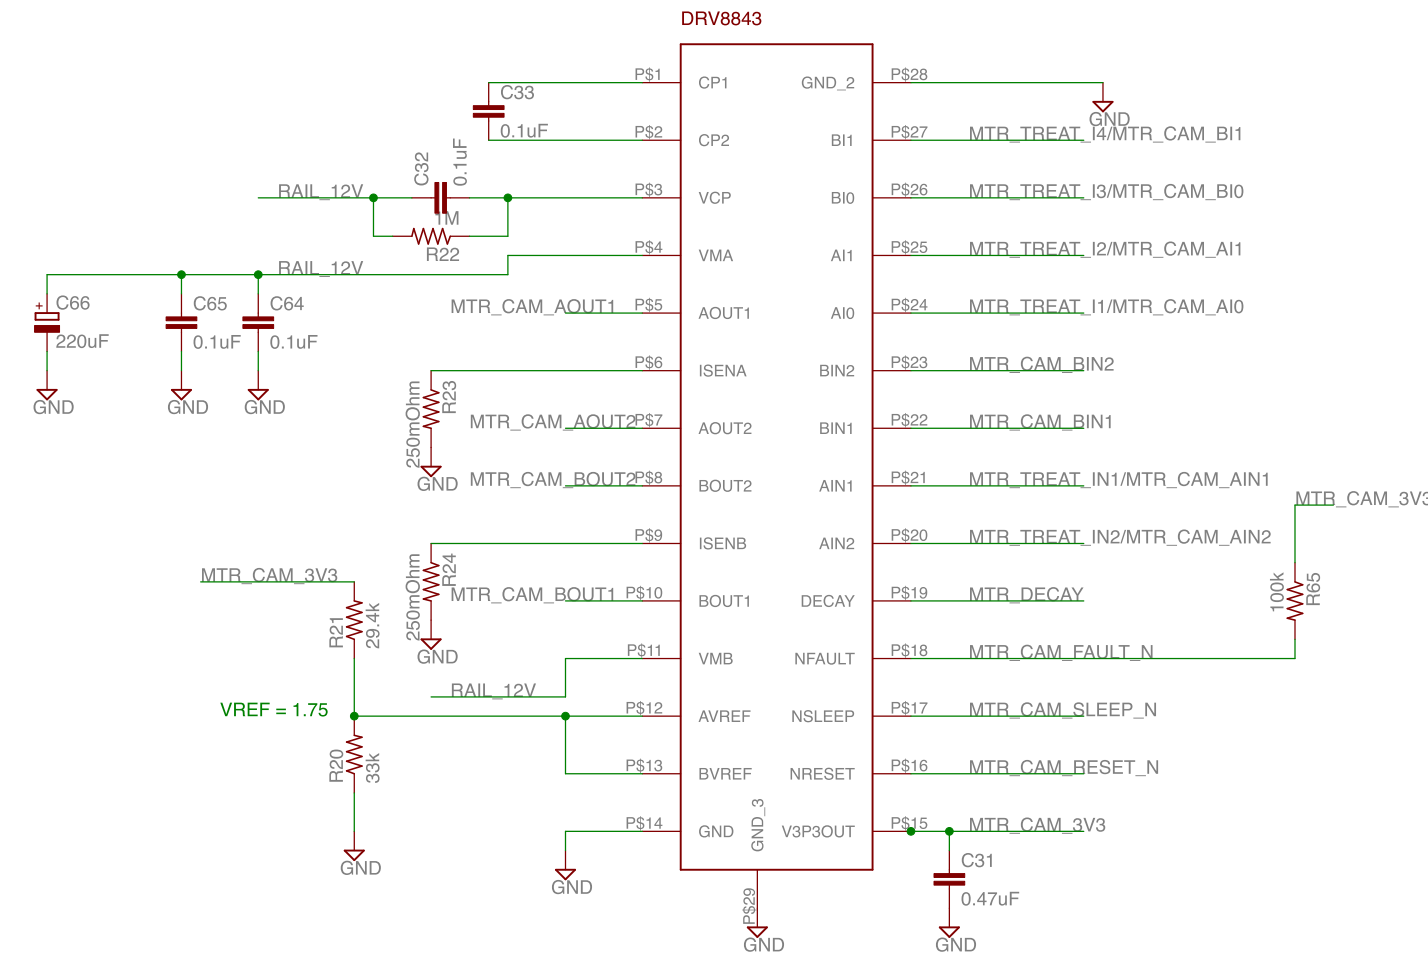 DRV8843
P$1
CP1
GND_2
P$28
C33
0.1uF
GND
P$2
CP2
BI1
P$27
MTR_TREAT_I4/MTR_CAM_BI1
C32
0.1uF
RAIL_12V
1M
R22
P$3
VCP
BI0
P$26
MTR_TREAT_I3/MTR_CAM_BI0
RAIL_12V
P$4
VMA
AI1
P$25
MTR_TREAT_I2/MTR_CAM_AI1
+
C66
220uF
GND
C65
0.1uF
GND
C64
0.1uF
GND
MTR_CAM_AOUT1
P$5
AOUT1
AI0
P$24
MTR_TREAT_I1/MTR_CAM_AI0
P$6
ISENA
BIN2
P$23
MTR_CAM_BIN2
250mOhm
R23
GND
MTR_CAM_AOUT2
P$7
AOUT2
BIN1
P$22
MTR_CAM_BIN1
MTR_CAM_BOUT2
P$8
BOUT2
AIN1
P$21
MTR_TREAT_IN1/MTR_CAM_AIN1
MTR_CAM_3V3
P$9
ISENB
AIN2
P$20
MTR_TREAT_IN2/MTR_CAM_AIN2
250mOhm
R24
GND
100k
R65
MTR_CAM_3V3
R21
29.4k
MTR_CAM_BOUT1
P$10
BOUT1
DECAY
P$19
MTR_DECAY
P$11
VMB
NFAULT
P$18
MTR_CAM_FAULT_N
RAIL_12V
VREF = 1.75
P$12
AVREF
NSLEEP
P$17
MTR_CAM_SLEEP_N
R20
33k
GND
P$13
BVREF
NRESET
P$16
MTR_CAM_RESET_N
P$14
GND
GND_3
V3P3OUT
P$15
MTR_CAM_3V3
GND
C31
0.47uF
P$29
GND
GND